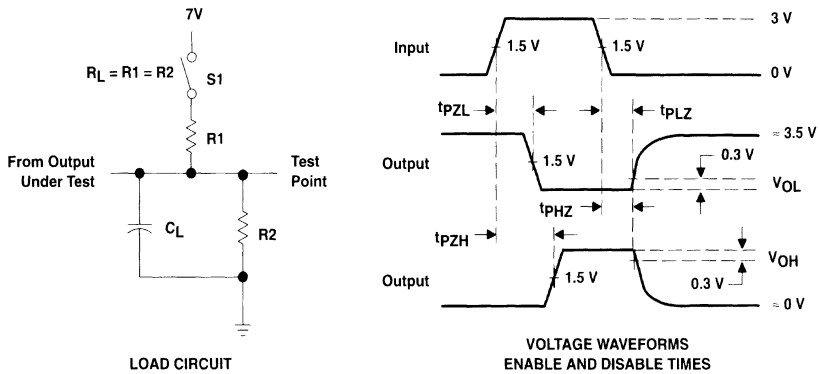 7V
RL = R1 = R2
S1
R1
From Output
Under Test
Test
Point
CL
R2
LOAD CIRCUIT
Input
3 V
1.5 V
1.5 V
0 V
tPZL
tPLZ
Output
≈ 3.5 V
1.5 V
0.3 V
VOL
tPHZ
tPZH
Output
1.5 V
VOH
0.3 V
≈ 0 V
VOLTAGE WAVEFORMS
ENABLE AND DISABLE TIMES